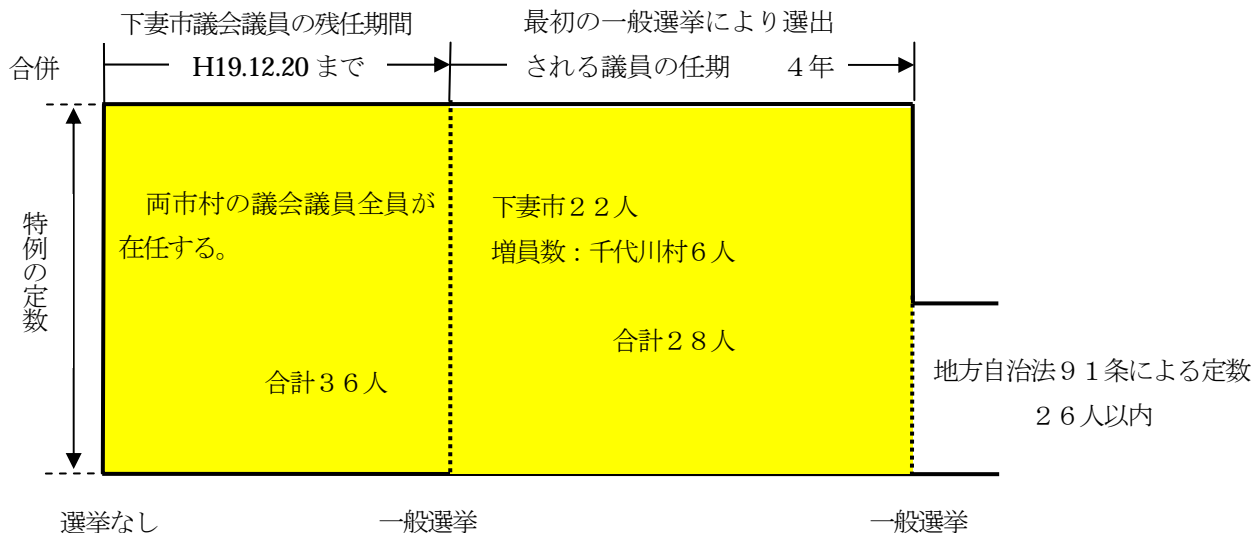 下妻市議会議員の残任期間
最初の一般選挙により選出
合併
H19.12.20 まで
される議員の任期　４年
特例の定数
両市村の議会議員全員が
在任する。
合計３６人
下妻市２２人
増員数：千代川村６人
合計２８人
地方自治法９１条による定数
２６人以内
選挙なし
一般選挙
一般選挙